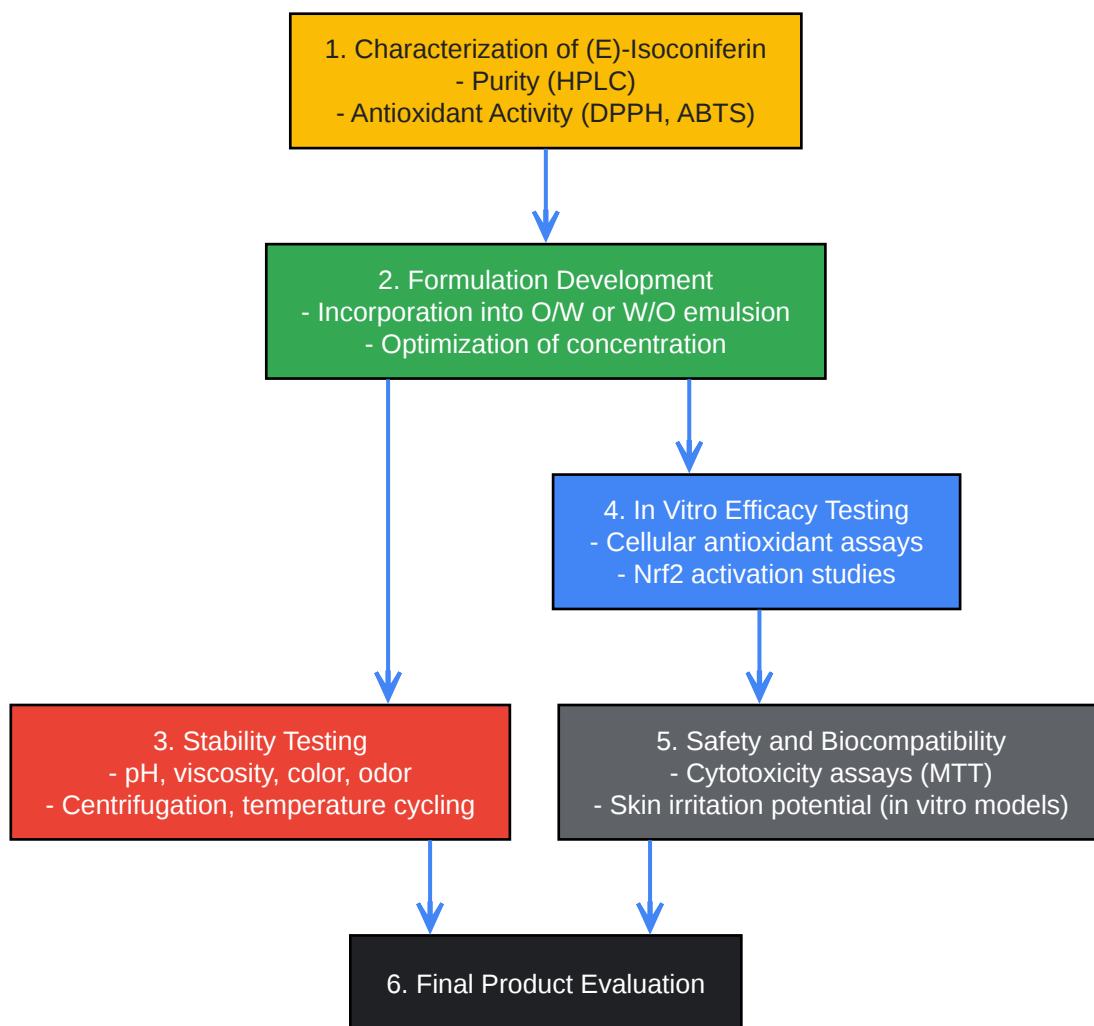 1. Characterization of (E)-Isoconiferin
- Purity (HPLC)
- Antioxidant Activity (DPPH, ABTS)
2. Formulation Development
- Incorporation into O/W or W/O emulsion
- Optimization of concentration
4. In Vitro Efficacy Testing
- Cellular antioxidant assays
- Nrf2 activation studies
3. Stability Testing
- pH, viscosity, color, odor
- Centrifugation, temperature cycling
5. Safety and Biocompatibility
- Cytotoxicity assays (MTT)
- Skin irritation potential (in vitro models)
6. Final Product Evaluation